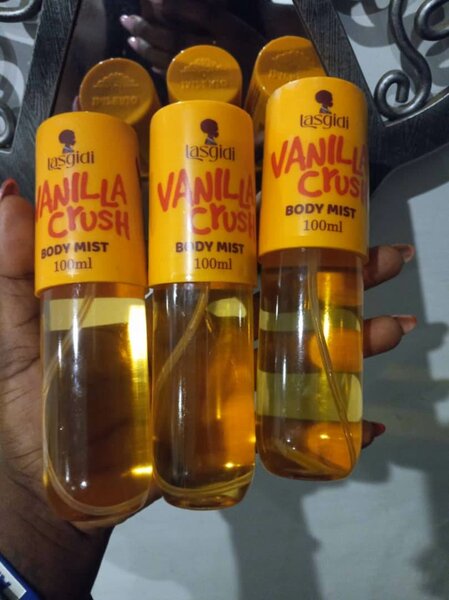 Lasgidi
VANILLA
Crush
BODY MIST
100ml
Lasgidi
VANILLA
Crush
BODY MIST
100ml
Lasgidi
VANILLA
Crush
BODY MIST
100ml